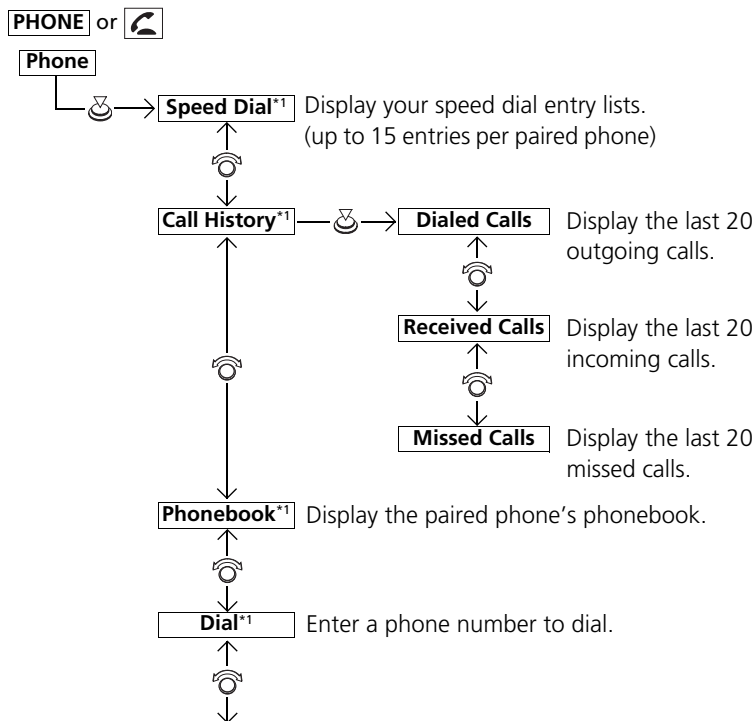 PHONE or
Phone
Speed Dial*1 Display your speed dial entry lists.
(up to 15 entries per paired phone)
Call History*1 Dialed Calls Display the last 20
outgoing calls.
Received Calls Display the last 20
incoming calls.
Missed Calls Display the last 20
missed calls.
Phonebook*1 Display the paired phone’s phonebook.
Dial*1 Enter a phone number to dial.